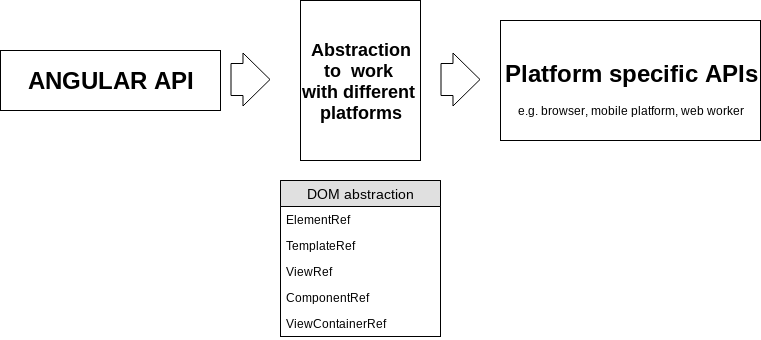 ANGULAR API
Abstraction
to work
with different
platforms
Platform specific APIs
e.g. browser, mobile platform, web worker
DOM abstraction
ElementRef
TemplateRef
ViewRef
ComponentRef
ViewContainerRef